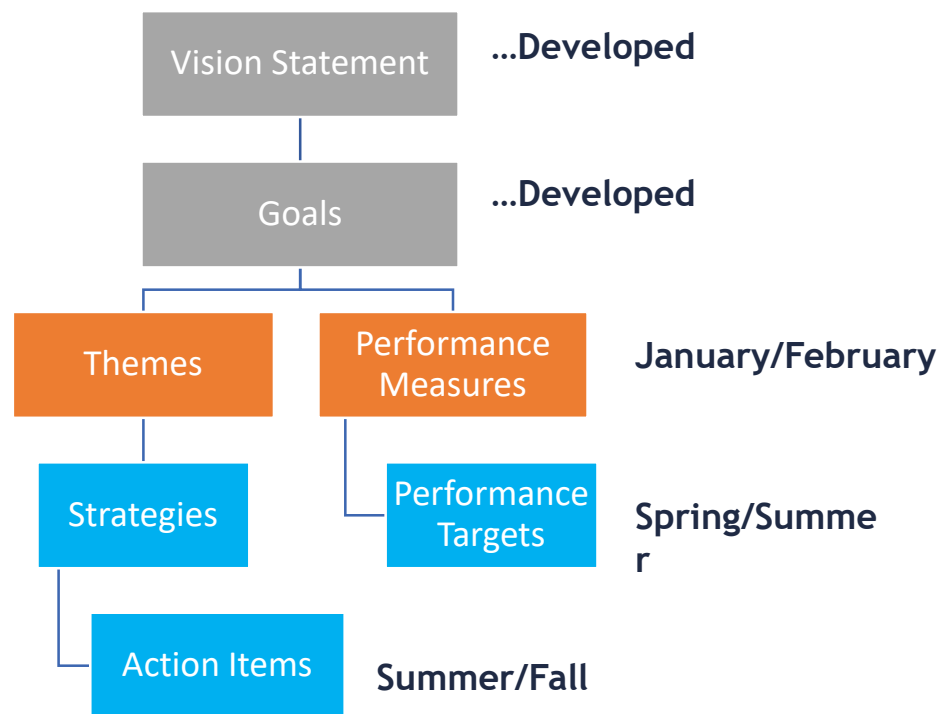 Vision Statement
...Developed
Goals
...Developed
Themes
Performance
Measures
January/February
Strategies
Performance
Targets
Spring/Summe
r
Action Items
Summer/Fall